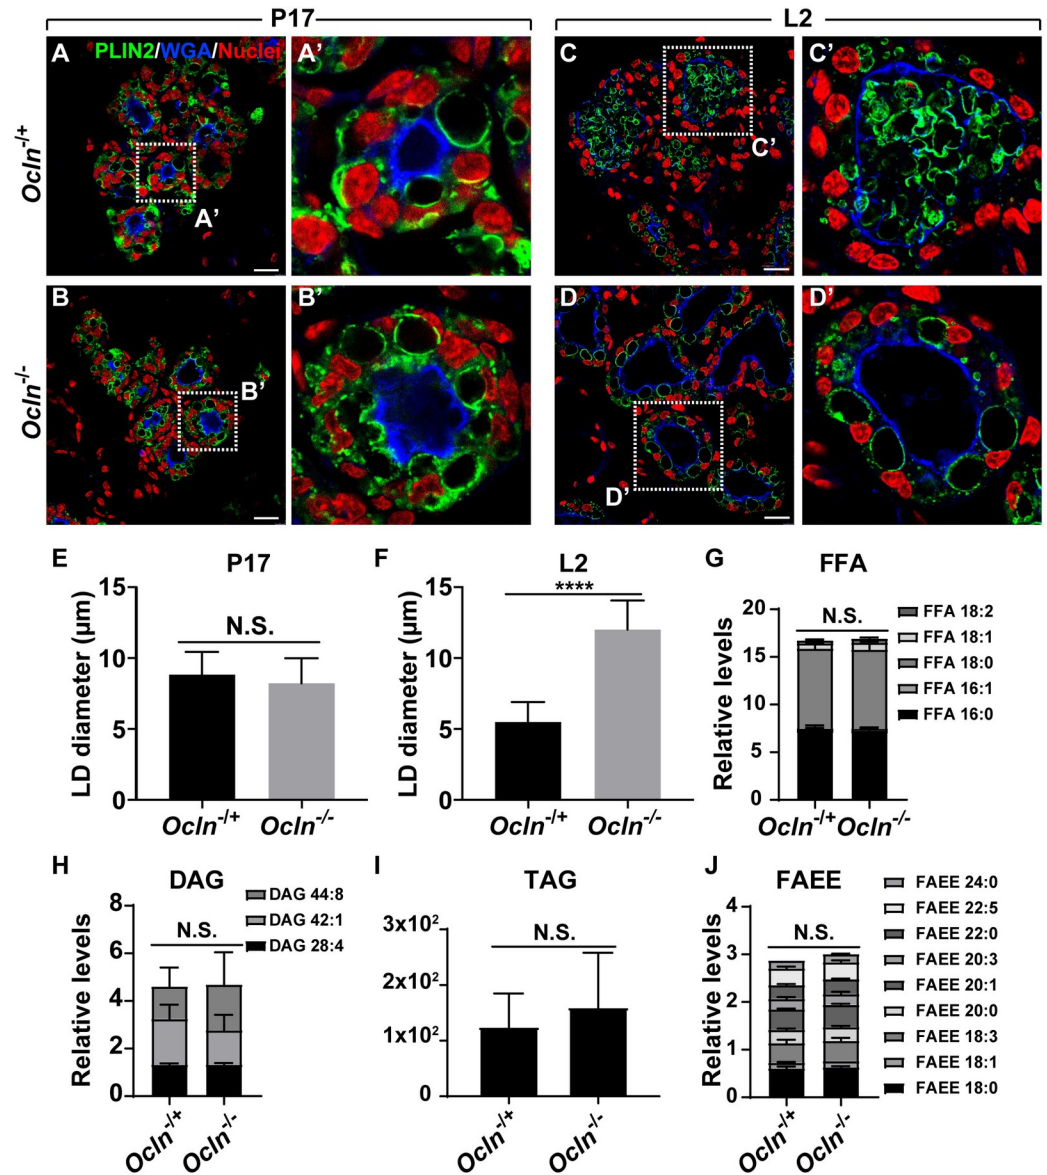 P17
L2
Ocln-/+
Ocln-/-
A
PLIN2/WGA/Nuclei
A'
A'
C
C'
C'
B
B'
B'
D
D'
D'
E
P17
LD diameter (µm)
15
10
5
0
N.S.
Ocln-/+
Ocln-/-
F
L2
LD diameter (µm)
15
10
5
0
****
Ocln-/+
Ocln-/-
G
FFA
Relative levels
20
15
10
5
0
N.S.
Ocln-/+
Ocln-/-
FFA 18:2
FFA 18:1
FFA 18:0
FFA 16:1
FFA 16:0
H
DAG
Relative levels
8
6
4
2
0
N.S.
Ocln-/+
Ocln-/-
DAG 44:8
DAG 42:1
DAG 28:4
I
TAG
3x10²
2x10²
1x10²
0
N.S.
Ocln-/+
Ocln-/-
J
FAEE
Relative levels
4
3
2
1
0
N.S.
Ocln-/+
Ocln-/-
FAEE 24:0
FAEE 22:5
FAEE 22:0
FAEE 20:3
FAEE 20:1
FAEE 20:0
FAEE 18:3
FAEE 18:1
FAEE 18:0